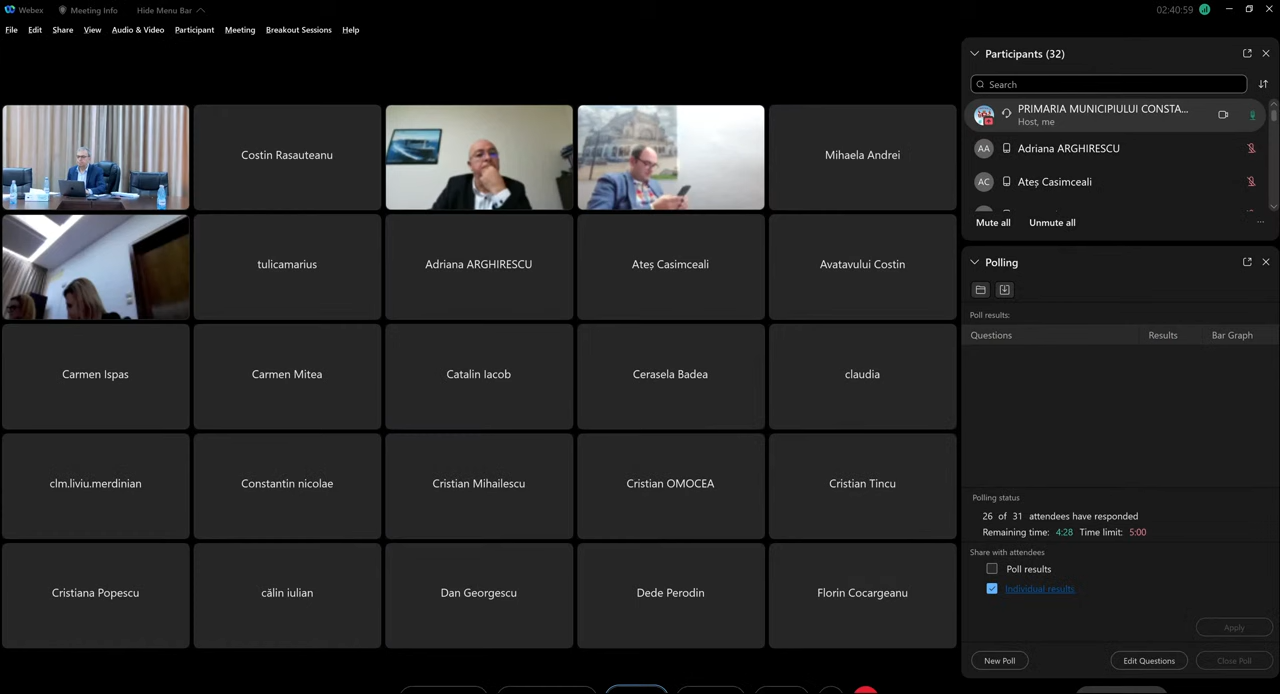 Webex
Meeting Info
Hide Menu Bar
02:40:59
File Edit Share View Audio & Video Participant Meeting Breakout Sessions Help
Costin Rasauteanu
Mihaela Andrei
tulicamarius
Adriana ARGHIRESCU
Ateș Casimceali
Avatavului Costin
Carmen Ispas
Carmen Mitea
Catalin Iacob
Cerasela Badea
claudia
clm.liviu.merdinian
Constantin nicolae
Cristian Mihailescu
Cristian OMOCEA
Cristian Tincu
Cristiana Popescu
călin iulian
Dan Georgescu
Dede Perodin
Florin Cocargeanu
Participants (32)
Search
PRIMARIA MUNICIPIULUI CONSTA...
Host, me
AA Adriana ARGHIRESCU
AC Ateș Casimceali
Mute all Unmute all
Polling
Poll results:
Questions Results Bar Graph
Polling status
26 of 31 attendees have responded
Remaining time: 4:28 Time limit: 5:00
Share with attendees
Poll results
Individual results
Apply
New Poll Edit Questions Close Poll